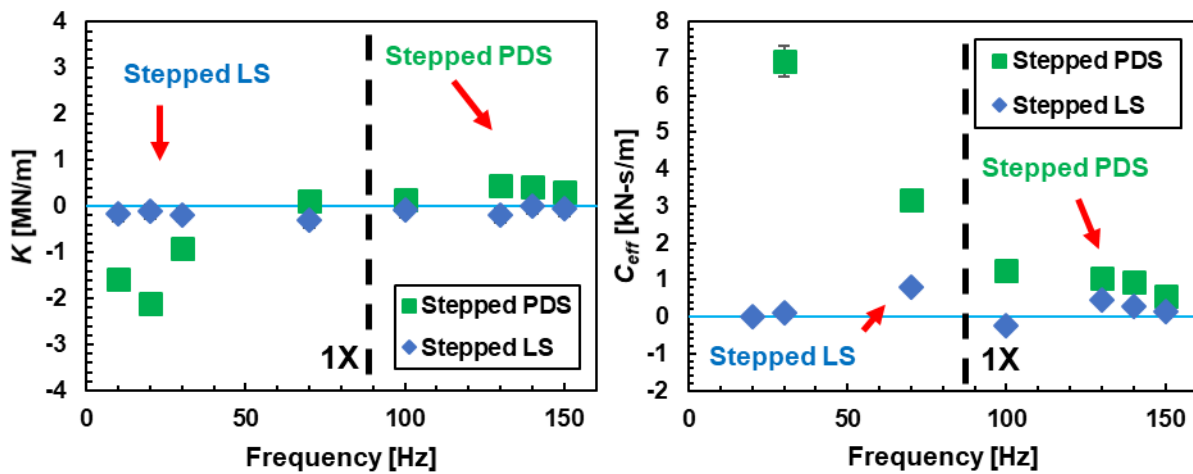 4
3
2
1
0
-1
-2
-3
-4
K [MN/m]
Stepped LS
Stepped PDS
1X
Stepped PDS
Stepped LS
0
50
100
150
Frequency [Hz]
8
7
6
5
4
3
2
1
0
-1
-2
C_eff [kN-s/m]
Stepped PDS
Stepped LS
Stepped PDS
Stepped LS
1X
0
50
100
150
Frequency [Hz]